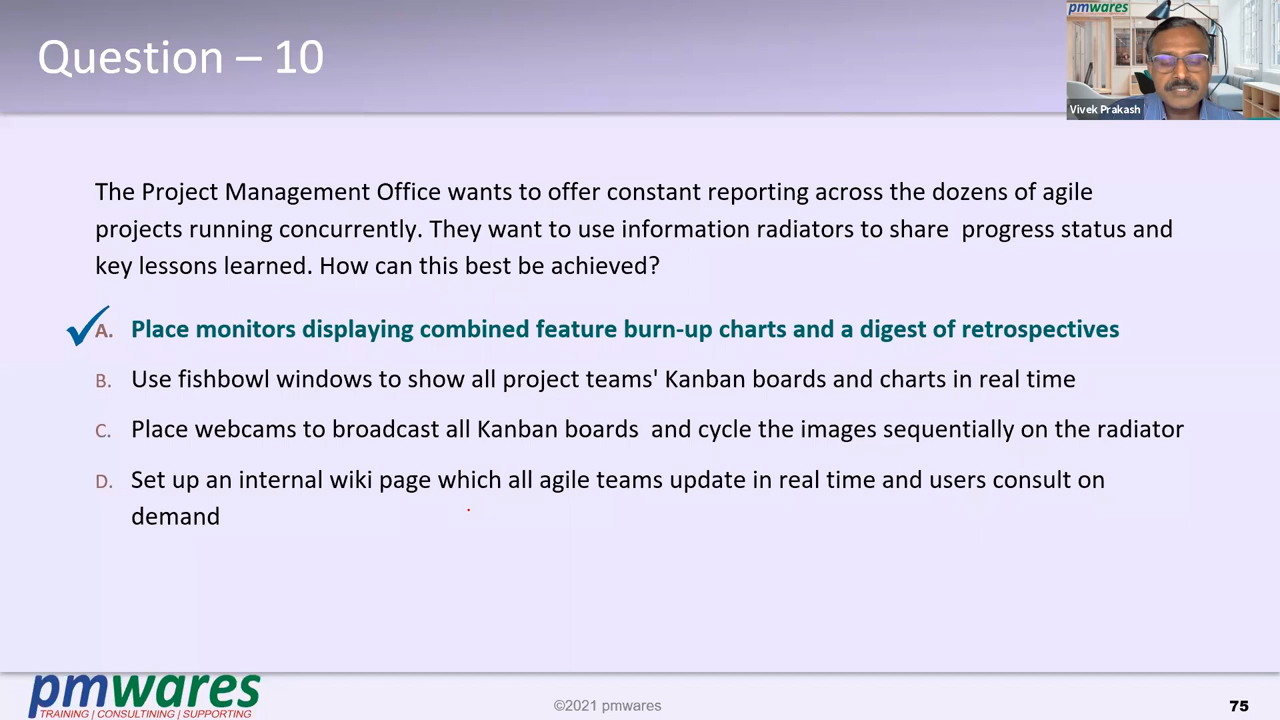 Question – 10
pmwares
Vivek Prakash
The Project Management Office wants to offer constant reporting across the dozens of agile
projects running concurrently. They want to use information radiators to share  progress status and
key lessons learned. How can this best be achieved?
A. Place monitors displaying combined feature burn-up charts and a digest of retrospectives
B. Use fishbowl windows to show all project teams' Kanban boards and charts in real time
C. Place webcams to broadcast all Kanban boards  and cycle the images sequentially on the radiator
D. Set up an internal wiki page which all agile teams update in real time and users consult on
demand
pmwares
TRAINING | CONSULTINING | SUPPORTING
©2021 pmwares
75